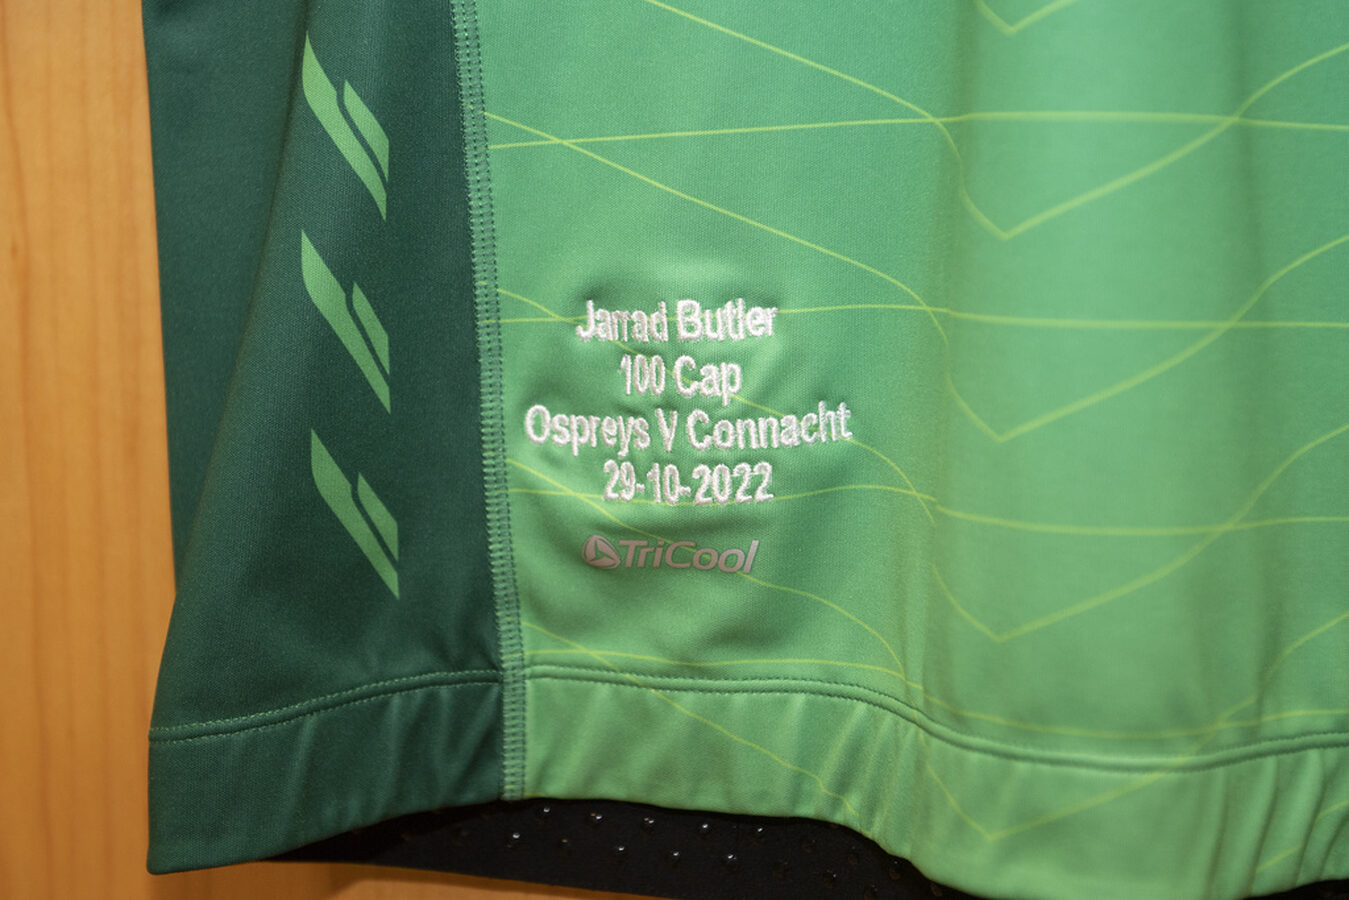 Jarrad Butler
100 Cap
Ospreys V Connacht
29-10-2022
TriCool